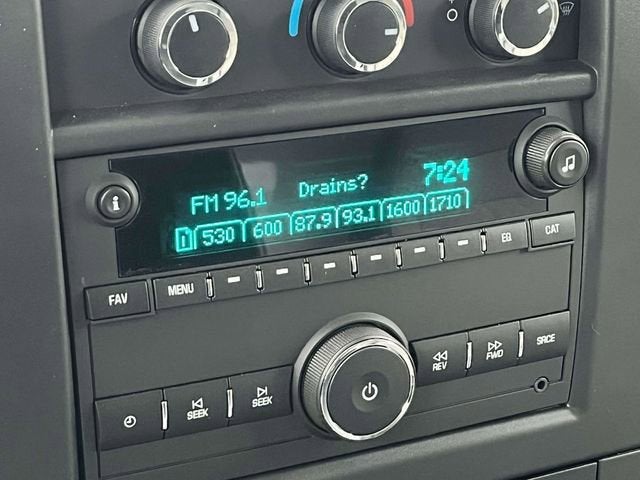 FM 96.1 Drains? 7:24
1 530 600 87.9 93.1 1600 1710
i
FAV MENU EQ CAT
SEEK SEEK REV FWD SRCE